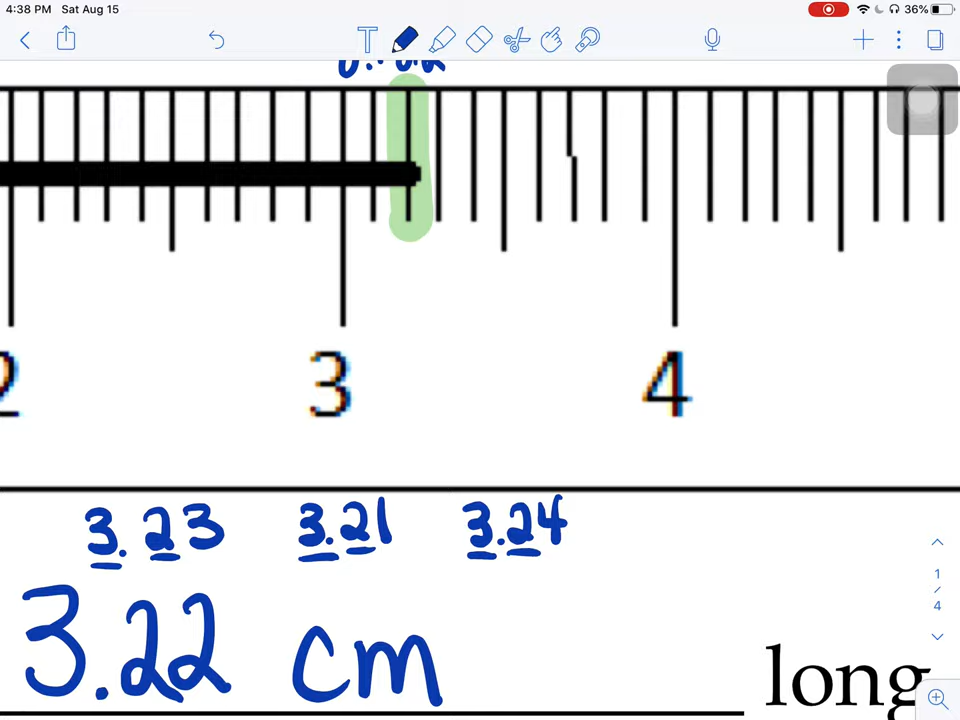 4:38 PM Sat Aug 15 36%
T
2 3 4
1
/
4
3.23 3.21 3.24
3.22 cm
long